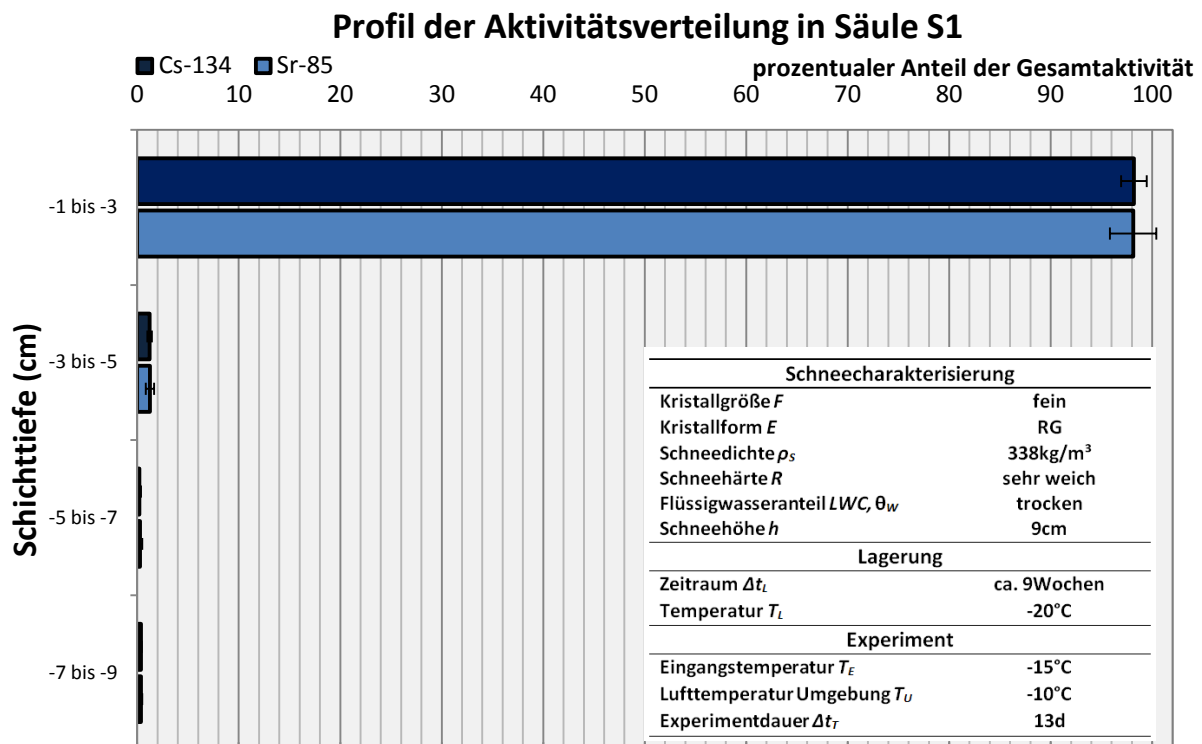 Profil der Aktivitätsverteilung in Säule S1
Cs-134 Sr-85
prozentualer Anteil der Gesamtaktivität
0 10 20 30 40 50 60 70 80 90 100
Schichttiefe (cm)
-1 bis -3
-3 bis -5
-5 bis -7
-7 bis -9
Schneecharakterisierung
Kristallgröße F fein
Kristallform E RG
Schneedichte ρS 338kg/m³
Schneehärte R sehr weich
Flüssigwasseranteil LWC, θW trocken
Schneehöhe h 9cm
Lagerung
Zeitraum ΔtL ca. 9Wochen
Temperatur TL -20°C
Experiment
Eingangstemperatur TE -15°C
Lufttemperatur Umgebung TU -10°C
Experimentdauer ΔtT 13d